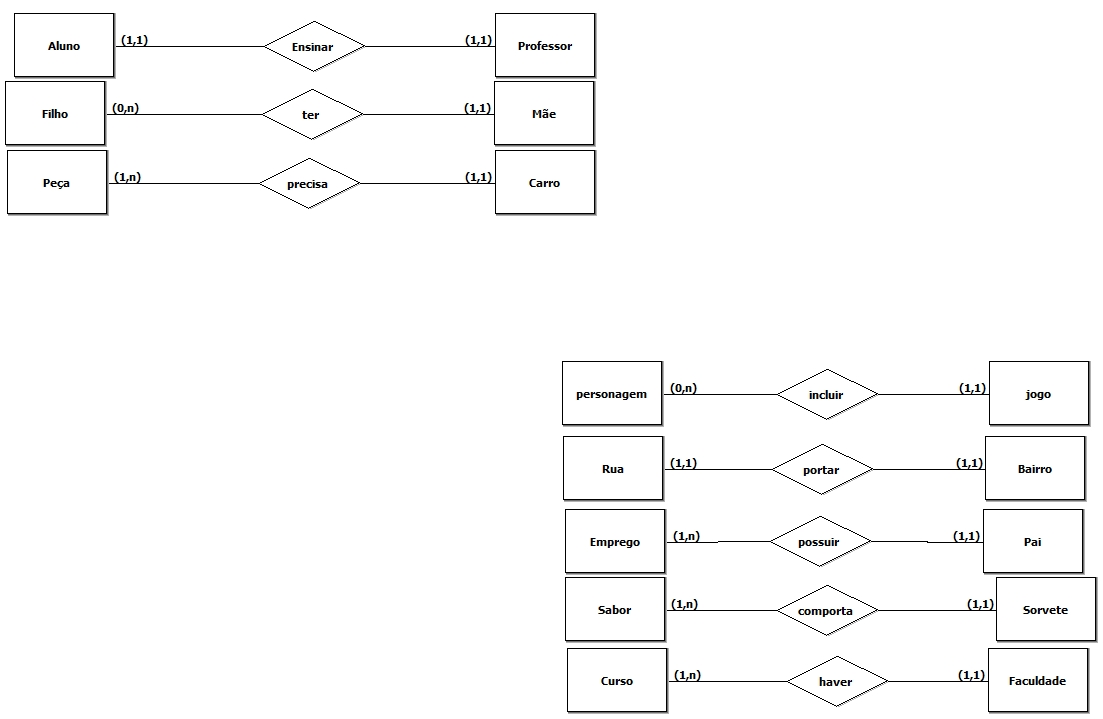 Aluno (1,1) Ensinar (1,1) Professor
Filho (0,n) ter (1,1) Mãe
Peça (1,n) precisa (1,1) Carro
personagem (0,n) incluir (1,1) jogo
Rua (1,1) portar (1,1) Bairro
Emprego (1,n) possuir (1,1) Pai
Sabor (1,n) comporta (1,1) Sorvete
Curso (1,n) haver (1,1) Faculdade